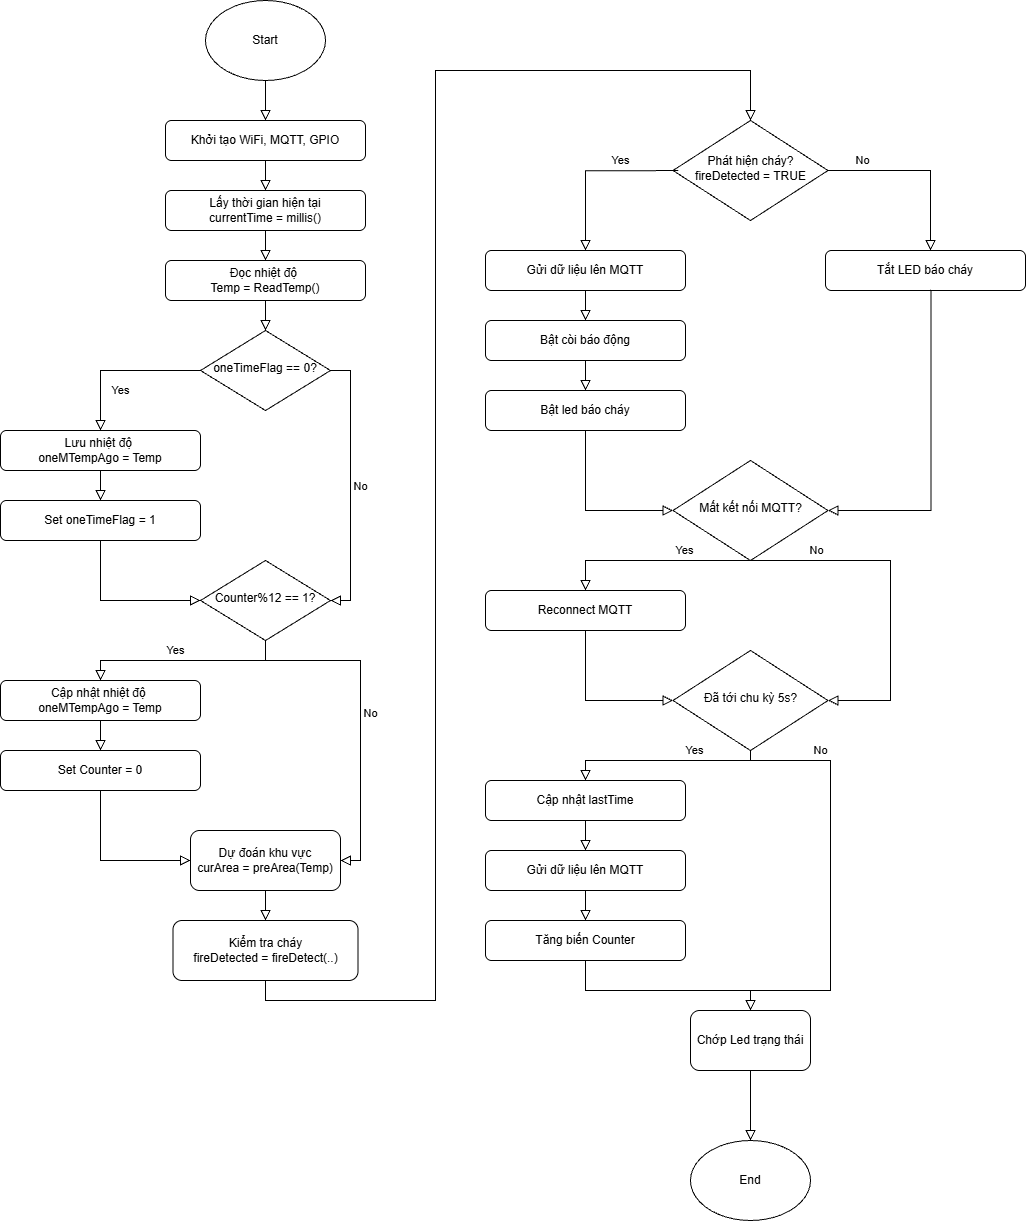 Start
Khởi tạo WiFi, MQTT, GPIO
Lấy thời gian hiện tại
currentTime = millis()
Đọc nhiệt độ
Temp = ReadTemp()
oneTimeFlag == 0?
Yes
No
Lưu nhiệt độ
oneMTempAgo = Temp
Set oneTimeFlag = 1
Counter%12 == 1?
Yes
No
Cập nhật nhiệt độ
oneMTempAgo = Temp
Set Counter = 0
Dự đoán khu vực
curArea = preArea(Temp)
Kiểm tra cháy
fireDetected = fireDetect(..)
Phát hiện cháy?
fireDetected = TRUE
Yes
No
Gửi dữ liệu lên MQTT
Tắt LED báo cháy
Bật còi báo động
Bật led báo cháy
Mất kết nối MQTT?
Yes
No
Reconnect MQTT
Đã tới chu kỳ 5s?
Yes
No
Cập nhật lastTime
Gửi dữ liệu lên MQTT
Tăng biến Counter
Chớp Led trạng thái
End